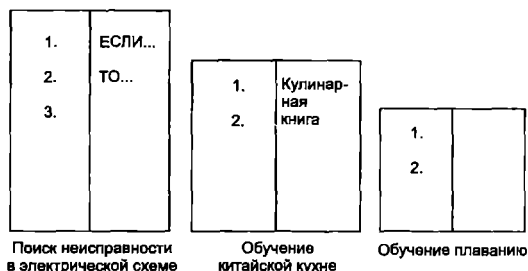 1. ЕСЛИ...
2. ТО...
3.
Поиск неисправности
в электрической схеме
1. Кулинар-
ная
2. книга
Обучение
китайской кухне
1.
2.
Обучение плаванию